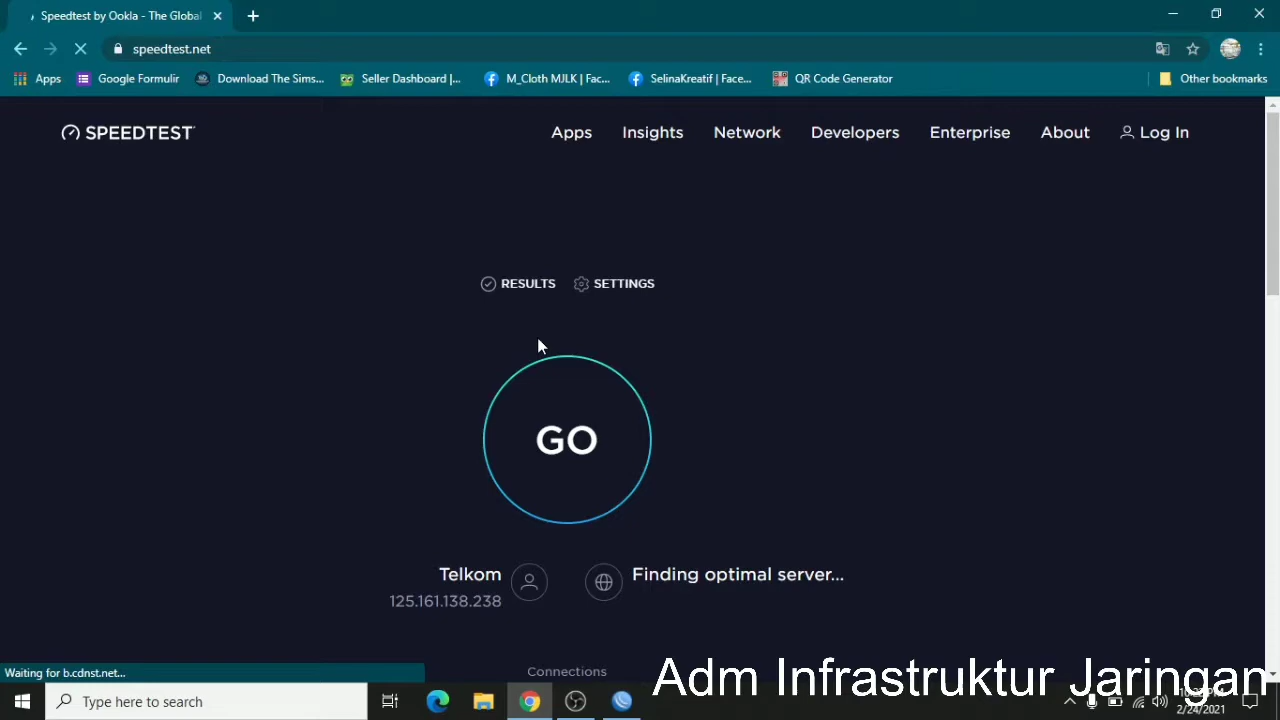 Speedtest by Ookla - The Global
speedtest.net
Apps
Google Formulir
Download The Sims...
Seller Dashboard |...
M_Cloth MJLK | Fac...
SelinaKreatif | Face...
QR Code Generator
Other bookmarks
SPEEDTEST
Apps
Insights
Network
Developers
Enterprise
About
Log In
RESULTS
SETTINGS
GO
Telkom
125.161.138.238
Finding optimal server...
Connections
Waiting for b.cdnst.net...
Adm Infrastruktur Jaringan
Type here to search
2/24/2021